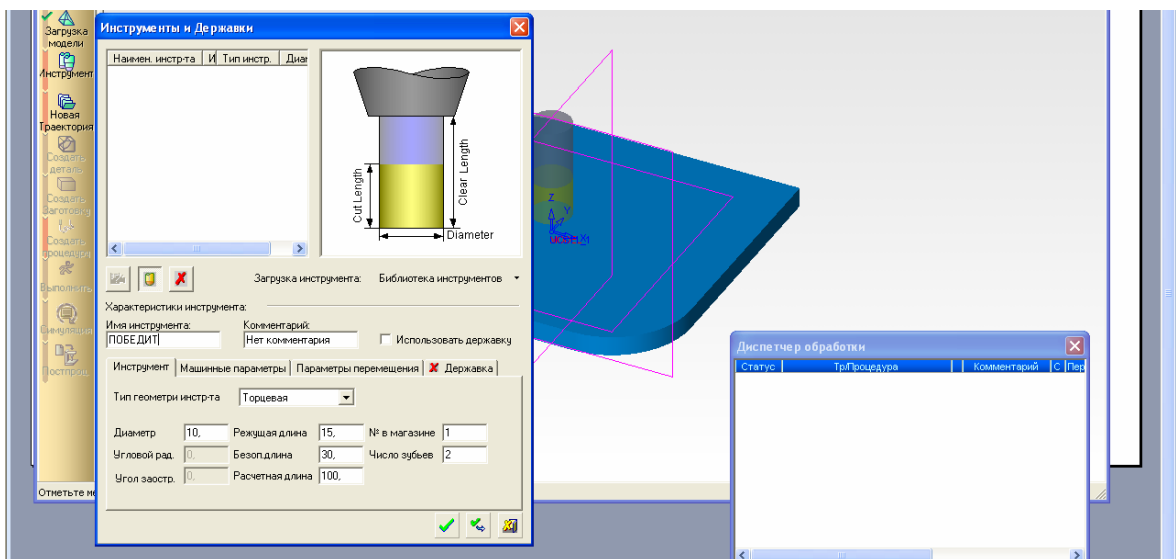 Загрузка
модели
Инструмент
Новая
Траектория
Создать
деталь
Создать
Заготовку
Создать
процедуру
Выполнить
Симуляция
Отметьте
Инструменты и Державки
Наимен. инстр-та И Тип инстр. Диам
Cut Length
Clear Length
Diameter
Загрузка инструмента: Библиотека инструментов
Характеристики инструмента:
Имя инструмента: Комментарий:
ПОБЕДИТ Нет комментария Использовать державку
Инструмент Машинные параметры Параметры перемещения Державка
Тип геометри инстр-та Торцевая
Диаметр 10, Режущая длина 15, № в магазине 1
Угловой рад. 0, Безоп.длина 30, Число зубьев 2
Угол заостр. 0, Расчетная длина 100,
Z
Y
X
Диспетчер обработки
Статус Тр/Процедура Комментарий С Пер